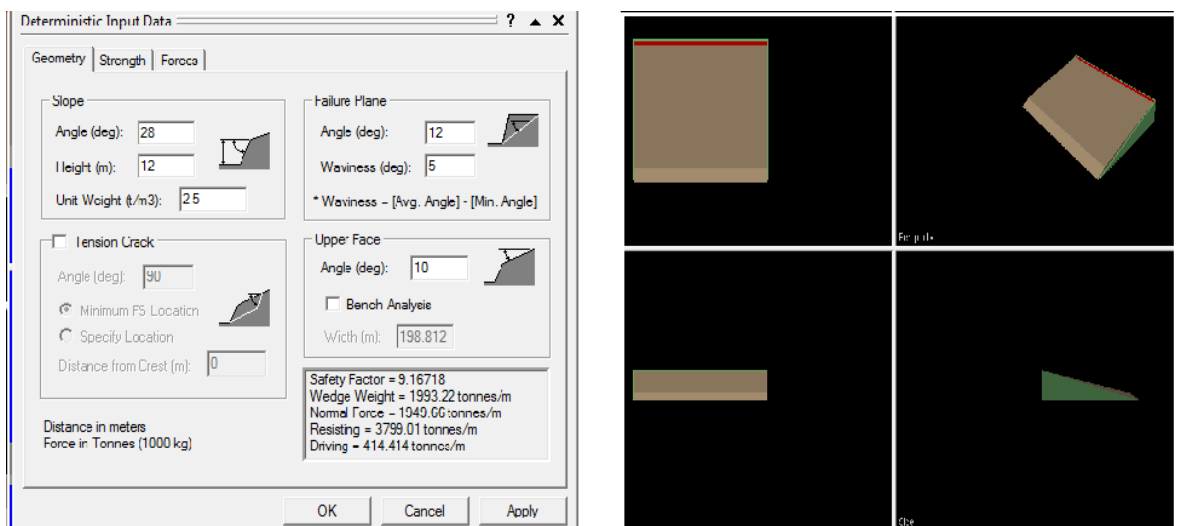 Deterministic Input Data ? ▲ X
Geometry Strength Forces
Slope
Angle (deg): 28
Height (m): 12
Unit Weight (t/m3): 2.5
Failure Plane
Angle (deg): 12
Waviness (deg): 5
* Waviness = [Avg. Angle] - [Min. Angle]
Tension Crack
Angle (deg): 90
Minimum FS Location
Specify Location
Distance from Crest (m): 0
Upper Face
Angle (deg): 10
Bench Analysis
Width (m): 198.812
Safety Factor = 9.16718
Wedge Weight = 1993.22 tonnes/m
Normal Force = 1949.66 tonnes/m
Resisting = 3799.01 tonnes/m
Driving = 414.414 tonnes/m
Distance in meters
Force in Tonnes (1000 kg)
OK Cancel Apply